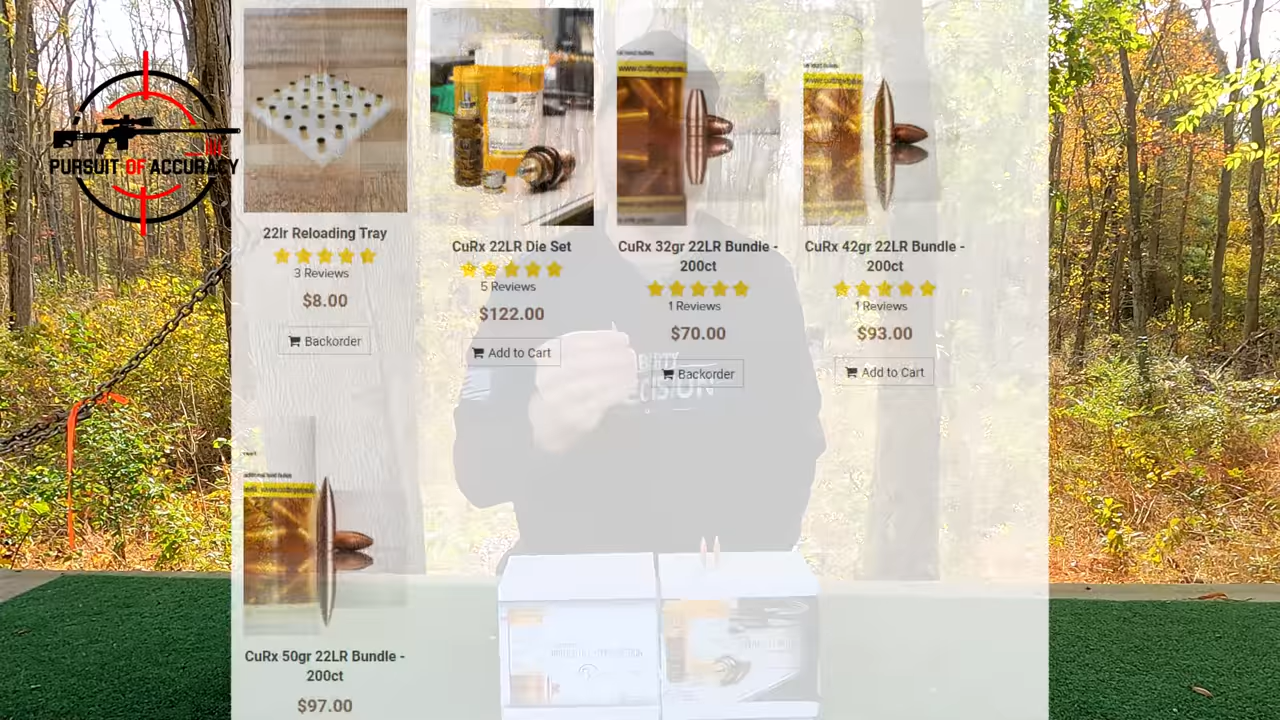 PURSUIT OF ACCURACY
22lr Reloading Tray
3 Reviews
$8.00
Backorder
CuRx 22LR Die Set
5 Reviews
$122.00
Add to Cart
CuRx 32gr 22LR Bundle -
200ct
1 Reviews
$70.00
Backorder
CuRx 42gr 22LR Bundle -
200ct
1 Reviews
$93.00
Add to Cart
CuRx 50gr 22LR Bundle -
200ct
$97.00